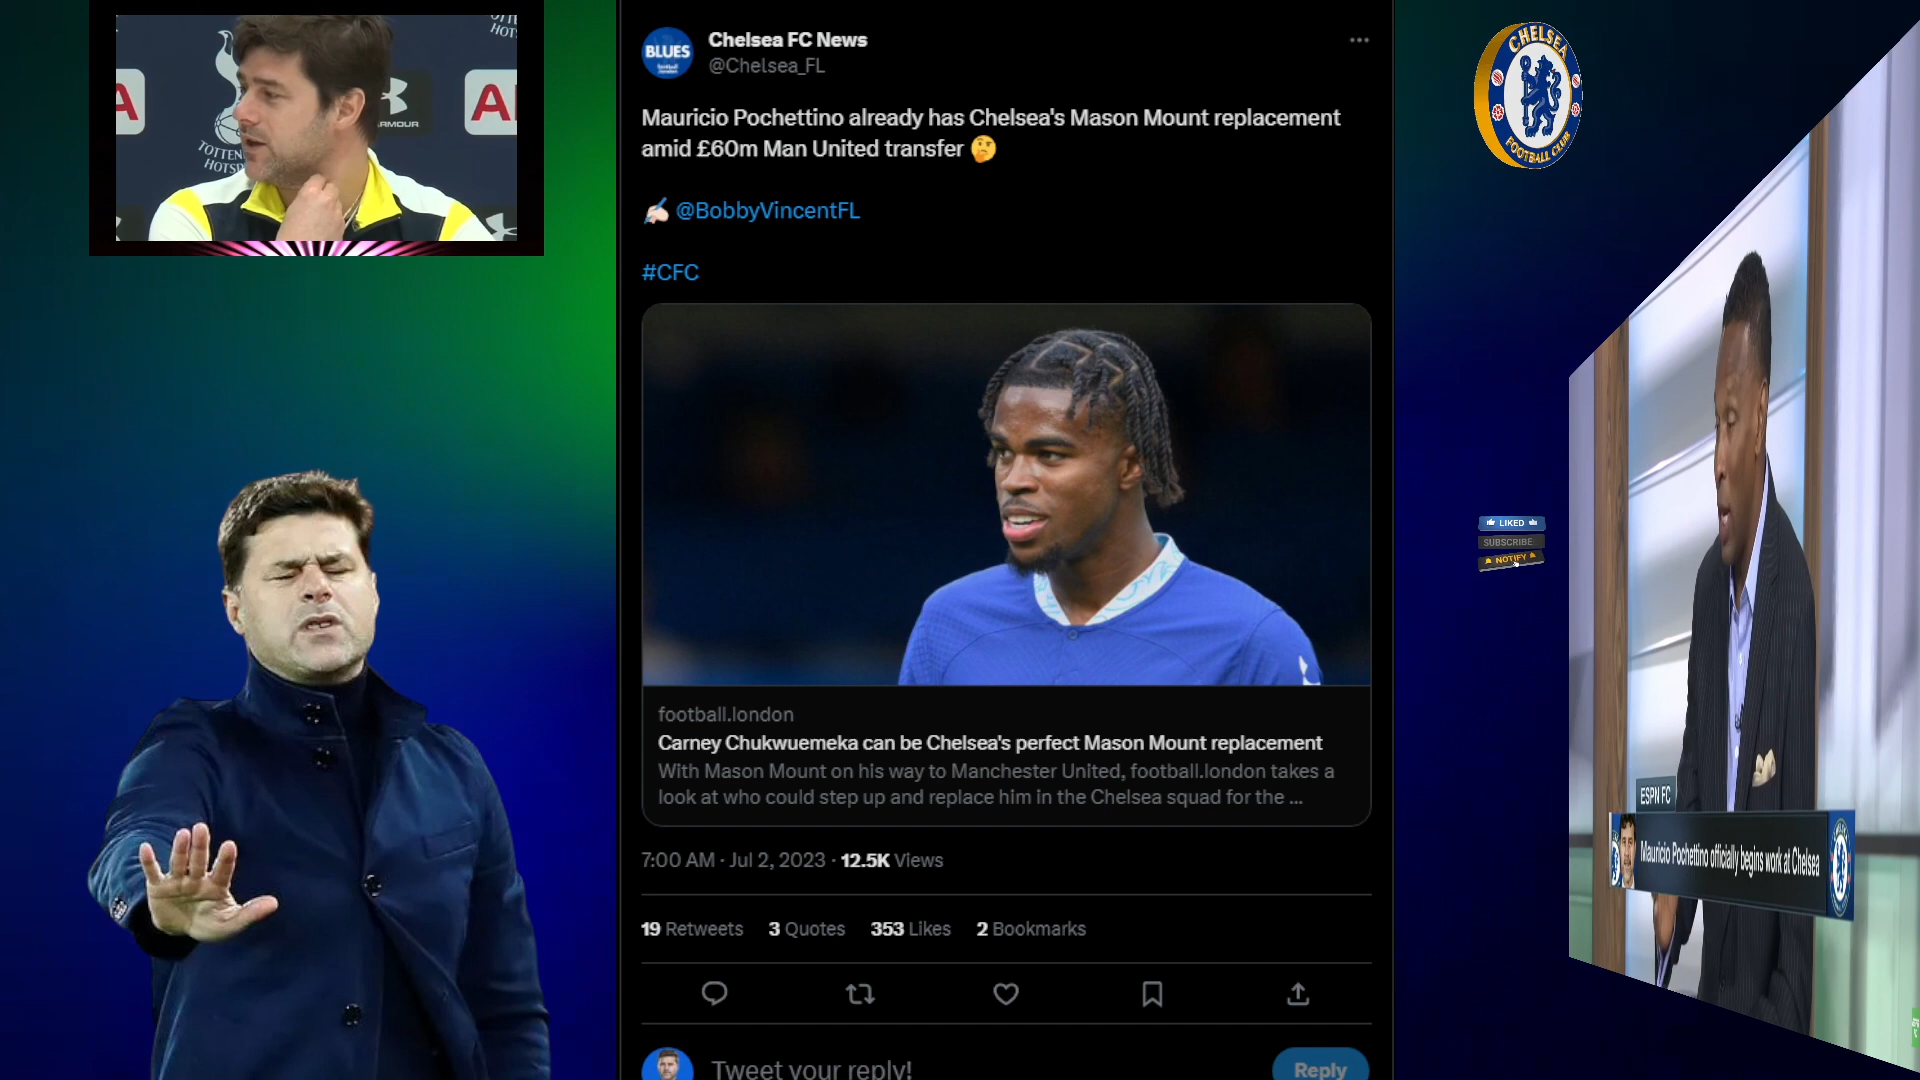 TOTTEN
HOTSP
ARMOUR
A
A
HOT
BLUES
Chelsea FC News
@Chelsea_FL
Mauricio Pochettino already has Chelsea's Mason Mount replacement
amid £60m Man United transfer 🤔
✍🏻 @BobbyVincentFL
#CFC
football.london
Carney Chukwuemeka can be Chelsea's perfect Mason Mount replacement
With Mason Mount on his way to Manchester United, football.london takes a
look at who could step up and replace him in the Chelsea squad for the ...
7:00 AM · Jul 2, 2023 · 12.5K Views
19 Retweets 3 Quotes 353 Likes 2 Bookmarks
Tweet your reply!
Reply
CHELSEA
FOOTBALL CLUB
LIKED
SUBSCRIBE
NOTIFY
ESPN FC
Mauricio Pochettino officially begins work at Chelsea